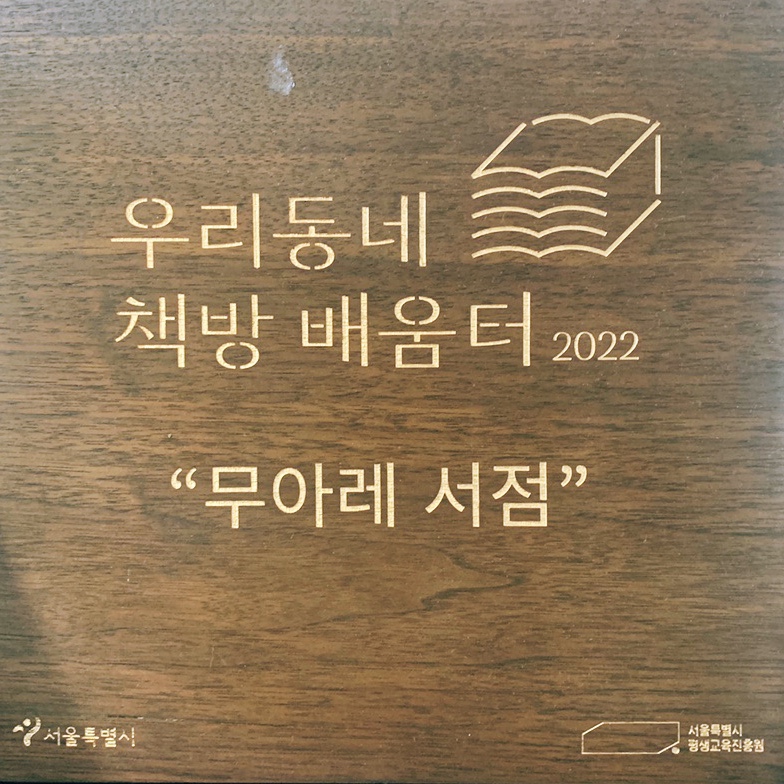 우리동네
책방 배움터 2022
“무아레 서점”
서울특별시
서울특별시
평생교육진흥원